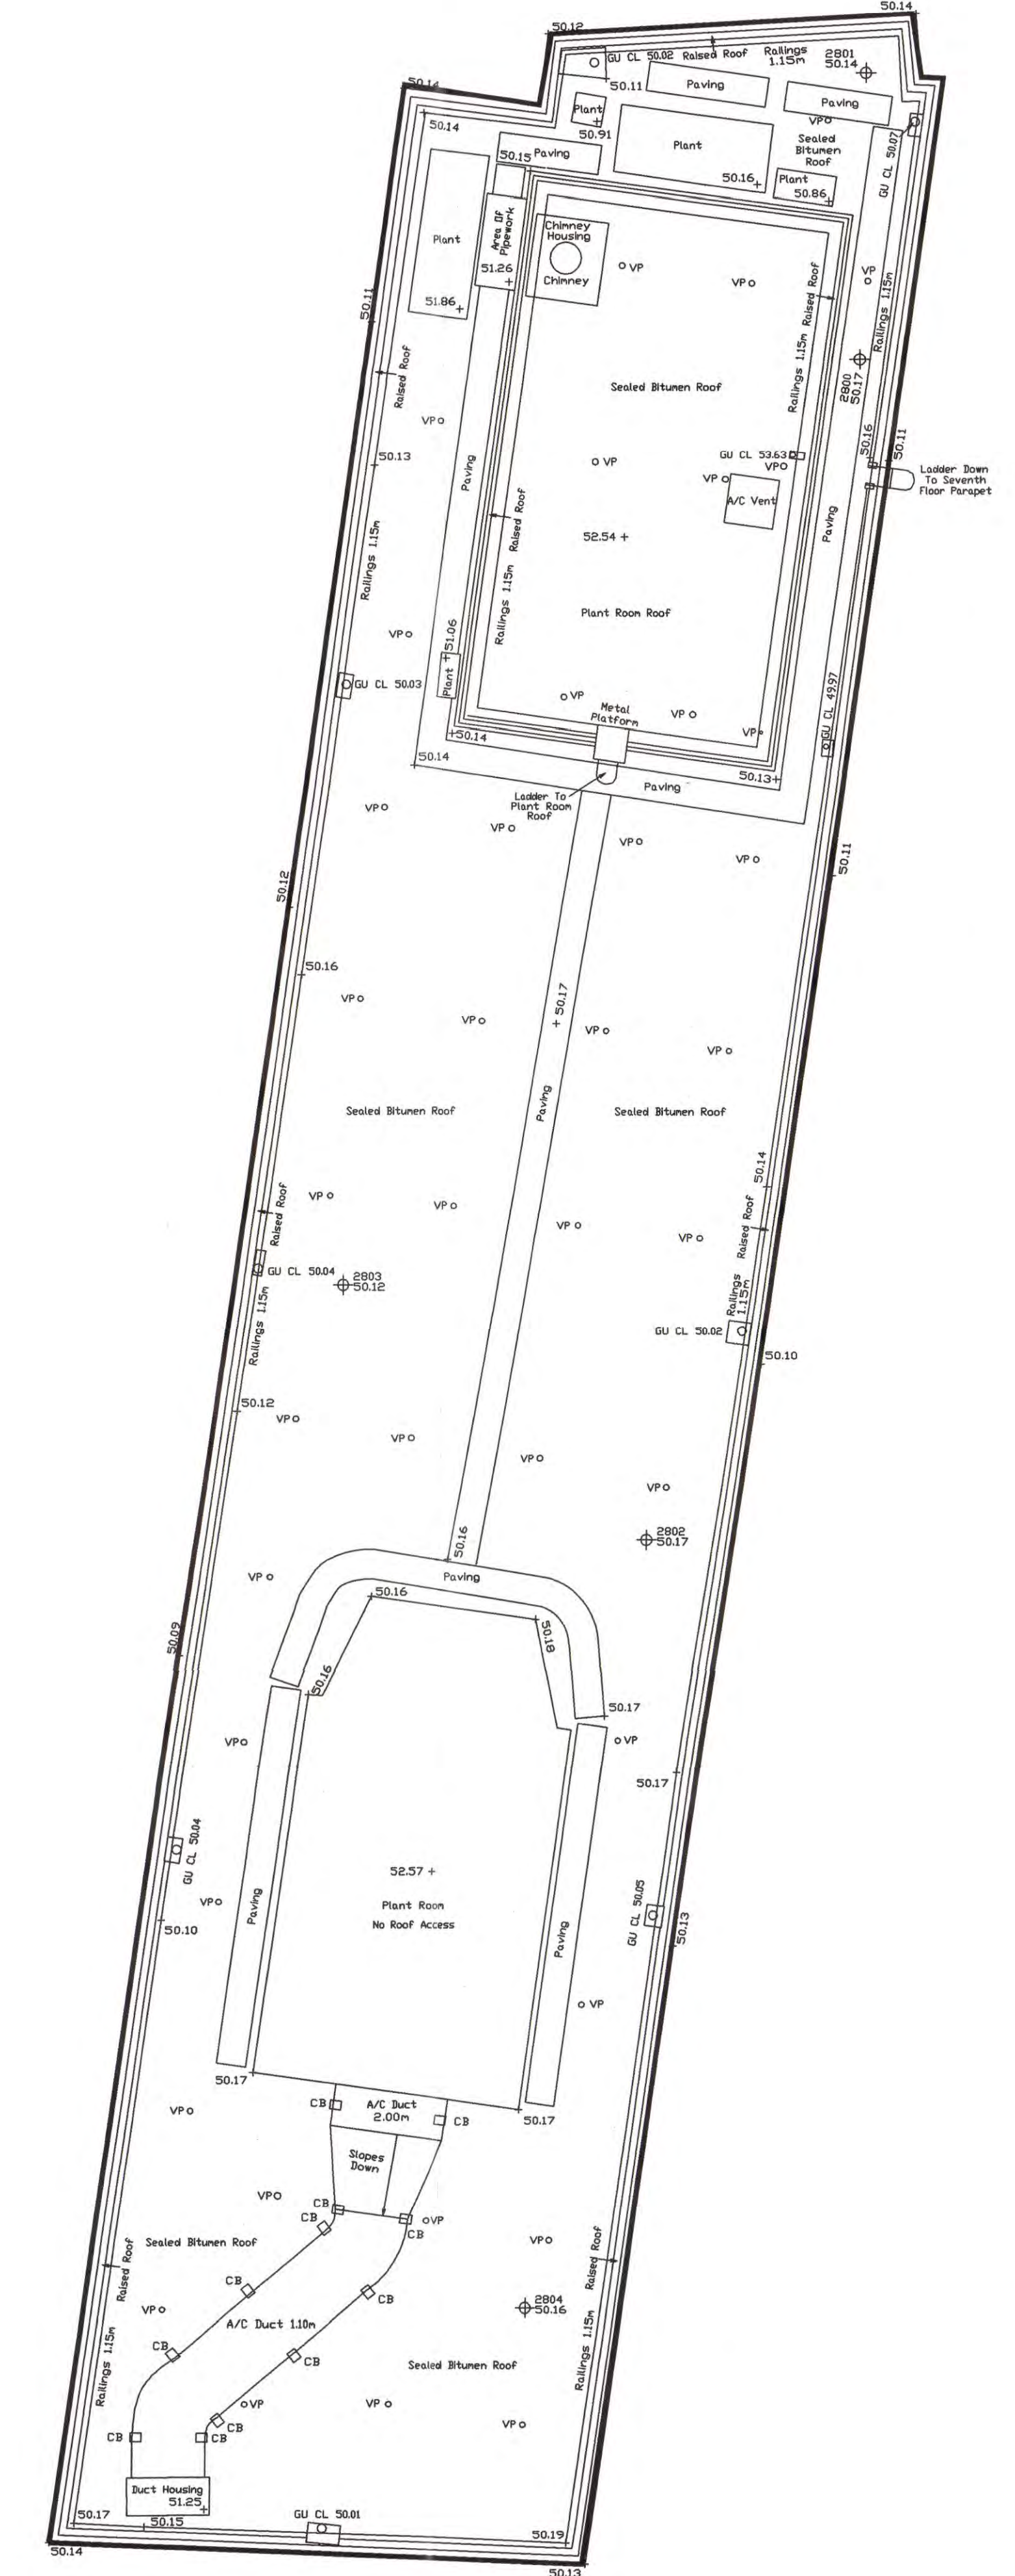 50.14
50.12
GU CL 50.02
Raised Roof
Railings
1.15m
2801
50.14
50.14
50.11
Paving
Paving
50.14
Plant
50.91
VP
Sealed
Bitumen
Roof
GU CL 50.07
Plant
50.16
50.15
Paving
Plant
50.86
Plant
51.86
Area Of
Pipework
51.26
Chimney
Housing
Chimney
VP
VP
VP
Railings 1.15m
Raised Roof
Railings 1.15m
50.11
Raised Roof
Sealed Bitumen Roof
2800
50.17
VP
50.13
Paving
VP
GU CL 53.63
VP
VP
A/C Vent
50.16
50.11
Ladder Down
To Seventh
Floor Parapet
Railings 1.15m
Raised Roof
Railings 1.15m
52.54
Paving
Plant Room Roof
VP
51.06
Plant
GU CL 50.03
VP
Metal
Platform
VP
VP
GU CL 49.97
50.14
50.14
50.13
Paving
Ladder To
Plant Room
Roof
VP
VP
VP
VP
50.11
50.12
50.16
VP
VP
50.17
VP
VP
Paving
Sealed Bitumen Roof
Sealed Bitumen Roof
50.14
VP
VP
VP
VP
Raised Roof
Raised Roof
GU CL 50.04
2803
50.12
Railings 1.15m
Railings
1.15m
GU CL 50.02
50.10
50.12
VP
VP
VP
VP
50.16
2802
50.17
VP
Paving
50.16
50.18
50.09
50.16
50.17
VP
VP
50.17
GU CL 50.04
52.57
Plant Room
No Roof Access
VP
Paving
Paving
50.10
GU CL 50.05
50.13
VP
50.17
CB
A/C Duct
2.00m
CB
50.17
VP
Slopes
Down
VP
CB
CB
VP
CB
Sealed Bitumen Roof
VP
Raised Roof
Raised Roof
CB
CB
2804
50.16
VP
A/C Duct 1.10m
CB
CB
Railings 1.15m
Railings 1.15m
Sealed Bitumen Roof
VP
VP
VP
CB
CB
CB
Duct Housing
51.25
50.17
50.15
GU CL 50.01
50.19
50.14
50.13